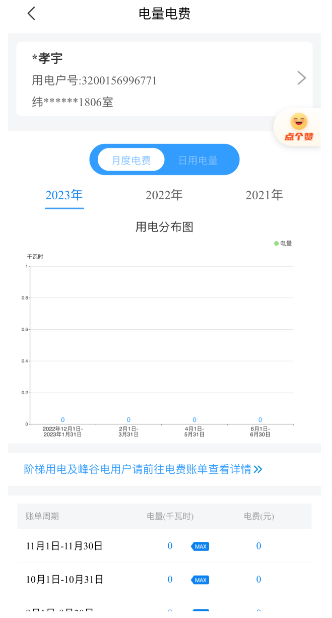 电量电费
*孝宇
用电户号:3200156996771
纬******1806室
点个赞
月度电费 日用电量
2023年 2022年 2021年
用电分布图
电量
千瓦时
1
0.8
0.6
0.4
0.2
0
0 0 0 0
2022年12月1日- 2月1日- 4月1日- 6月1日-
2023年1月31日 3月31日 5月31日 6月30日
阶梯用电及峰谷电用户请前往电费账单查看详情
账单周期 电量(千瓦时) 电费(元)
11月1日-11月30日 0 MAX 0
10月1日-10月31日 0 MAX 0